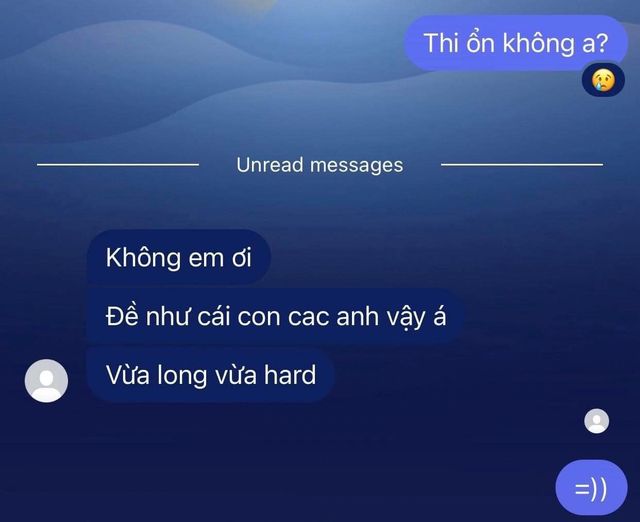 Thi ổn không a?
Unread messages
Không em ơi
Đề như cái con cac anh vậy á
Vừa long vừa hard
=))